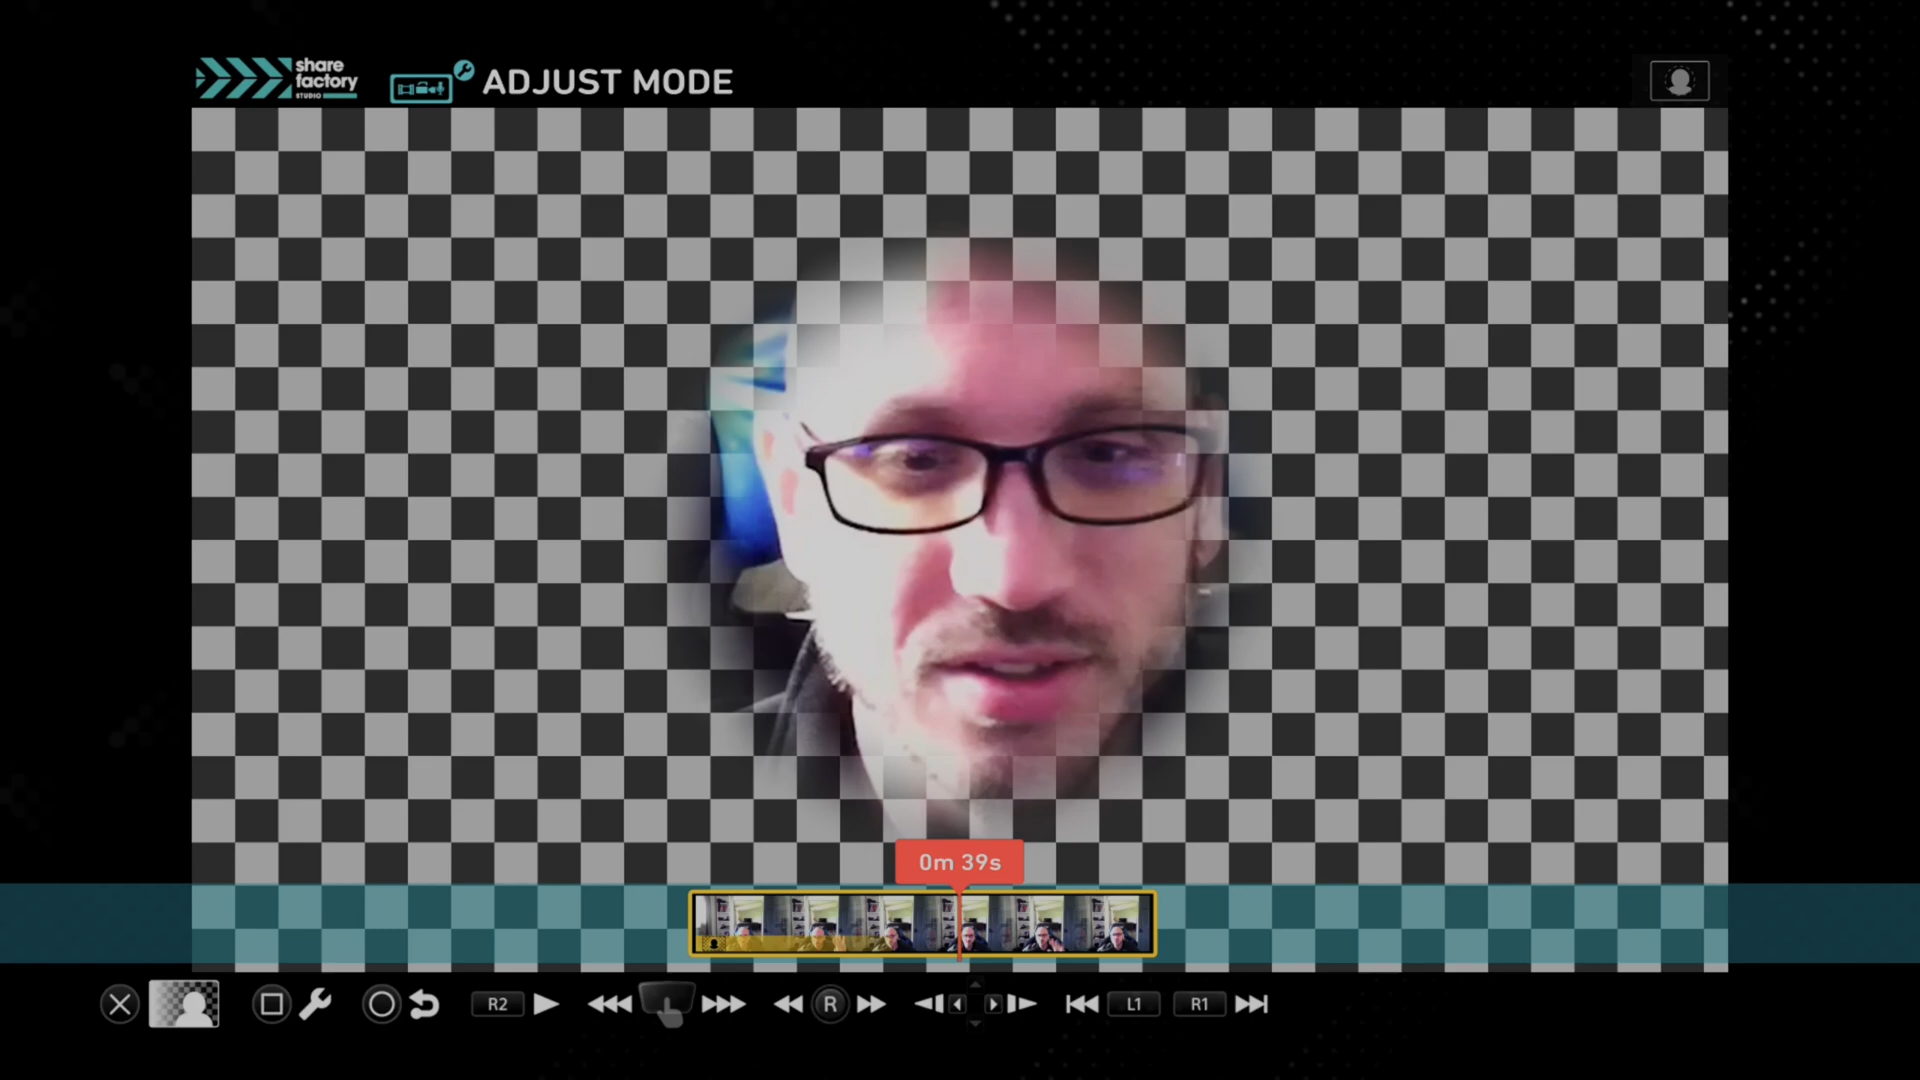 share
factory
STUDIO
ADJUST MODE
0m 39s
R2
R
L1
R1